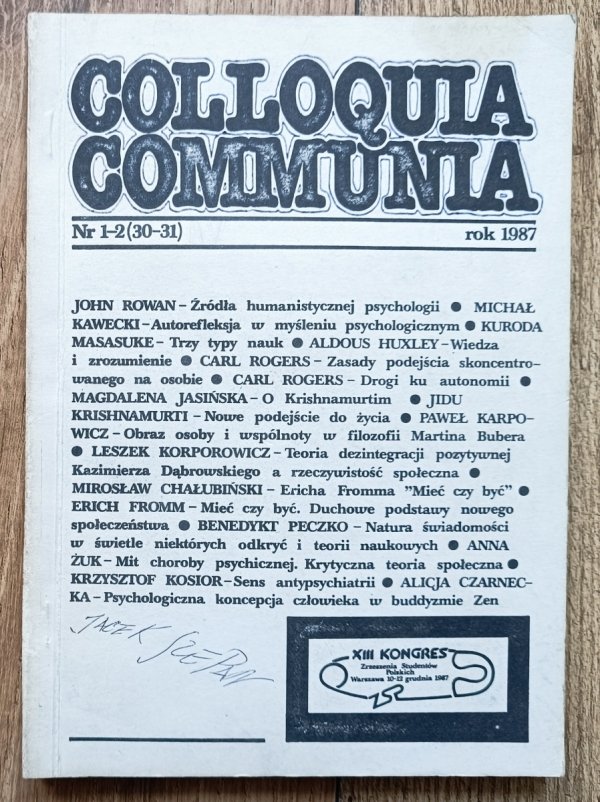 COLLOQUIA
COMMUNIA
Nr 1-2 (30-31) rok 1987
JOHN ROWAN – Źródła humanistycznej psychologii ● MICHAŁ
KAWECKI – Autorefleksja w myśleniu psychologicznym ● KURODA
MASASUKE – Trzy typy nauk ● ALDOUS HUXLEY – Wiedza
i zrozumienie ● CARL ROGERS – Zasady podejścia skoncentro-
wanego na osobie ● CARL ROGERS – Drogi ku autonomii ●
MAGDALENA JASIŃSKA – O Krishnamurtim ● JIDU
KRISHNAMURTI – Nowe podejście do życia ● PAWEŁ KARPO-
WICZ – Obraz osoby i wspólnoty w filozofii Martina Bubera
● LESZEK KORPOROWICZ – Teoria dezintegracji pozytywnej
Kazimierza Dąbrowskiego a rzeczywistość społeczna ●
MIROSŁAW CHAŁUBIŃSKI – Ericha Fromma "Mieć czy być" ●
ERICH FROMM – Mieć czy być. Duchowe podstawy nowego
społeczeństwa ● BENEDYKT PECZKO – Natura świadomości
w świetle niektórych odkryć i teorii naukowych ● ANNA
ŻUK – Mit choroby psychicznej. Krytyczna teoria społeczna ●
KRZYSZTOF KOSIOR – Sens antypsychiatrii ● ALICJA CZARNEC-
KA – Psychologiczna koncepcja człowieka w buddyzmie Zen
JACEK
XIII KONGRES
Zrzeszenia Studentów
Polskich
Warszawa 10-12 grudnia 1987
ZSP